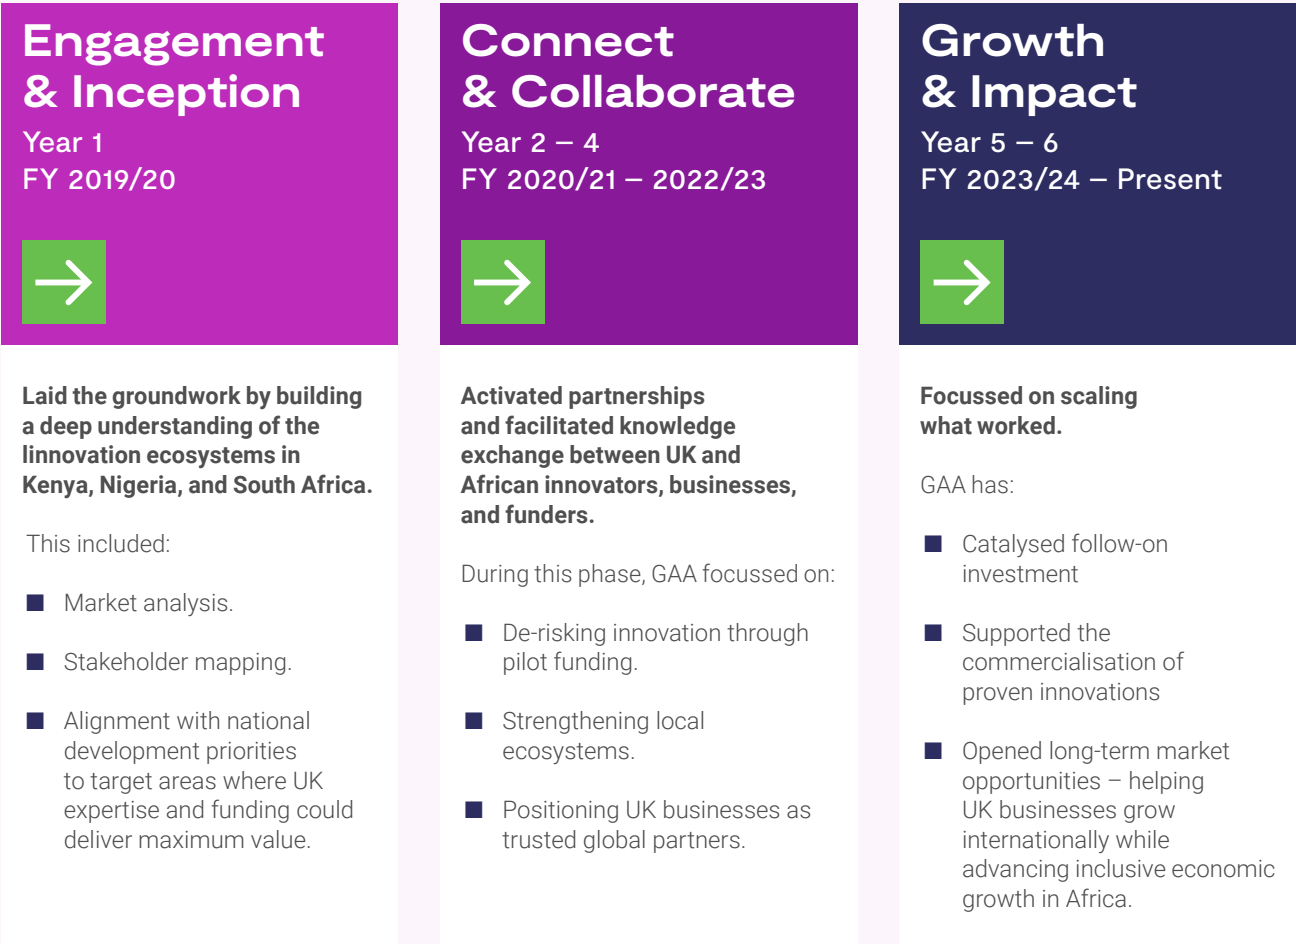 Engagement
& Inception
Year 1
FY 2019/20
Laid the groundwork by building
a deep understanding of the
linnovation ecosystems in
Kenya, Nigeria, and South Africa.
This included:
■ Market analysis.
■ Stakeholder mapping.
■ Alignment with national
development priorities
to target areas where UK
expertise and funding could
deliver maximum value.
Connect
& Collaborate
Year 2 – 4
FY 2020/21 – 2022/23
Activated partnerships
and facilitated knowledge
exchange between UK and
African innovators, businesses,
and funders.
During this phase, GAA focussed on:
■ De-risking innovation through
pilot funding.
■ Strengthening local
ecosystems.
■ Positioning UK businesses as
trusted global partners.
Growth
& Impact
Year 5 – 6
FY 2023/24 – Present
Focussed on scaling
what worked.
GAA has:
■ Catalysed follow-on
investment
■ Supported the
commercialisation of
proven innovations
■ Opened long-term market
opportunities – helping
UK businesses grow
internationally while
advancing inclusive economic
growth in Africa.